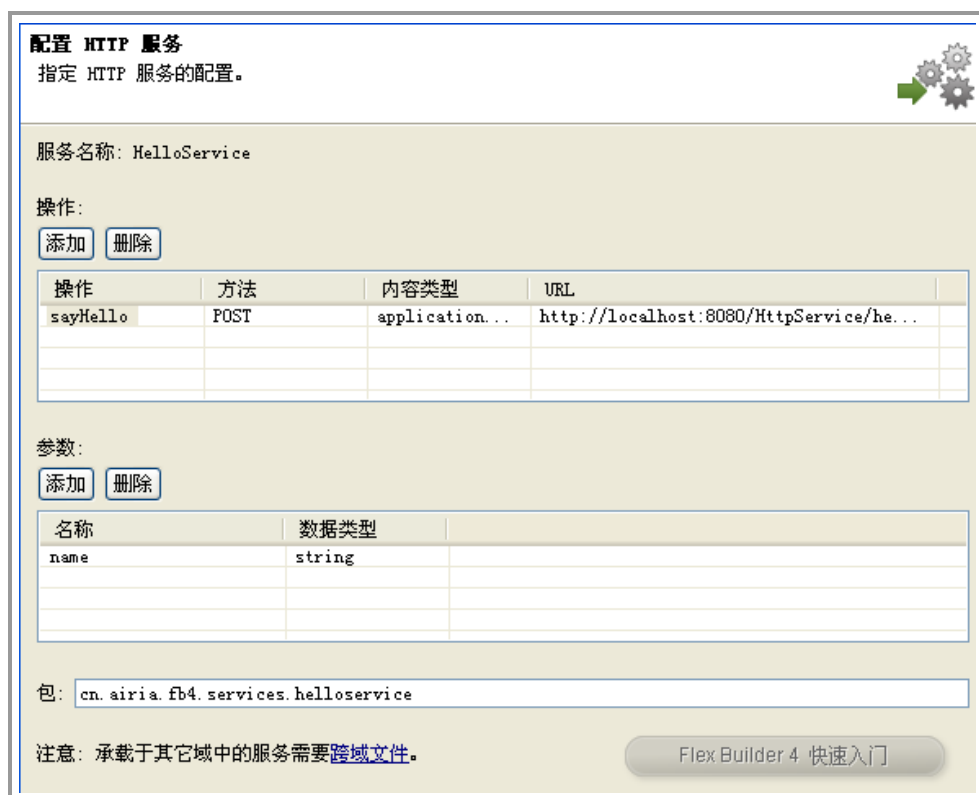 配置 HTTP 服务
指定 HTTP 服务的配置。
服务名称: HelloService
操作:
添加 删除
操作 方法 内容类型 URL
sayHello POST application... http://localhost:8080/HttpService/he...
参数:
添加 删除
名称 数据类型
name string
包: cn.airia.fb4.services.helloservice
注意: 承载于其它域中的服务需要跨域文件。
Flex Builder 4 快速入门